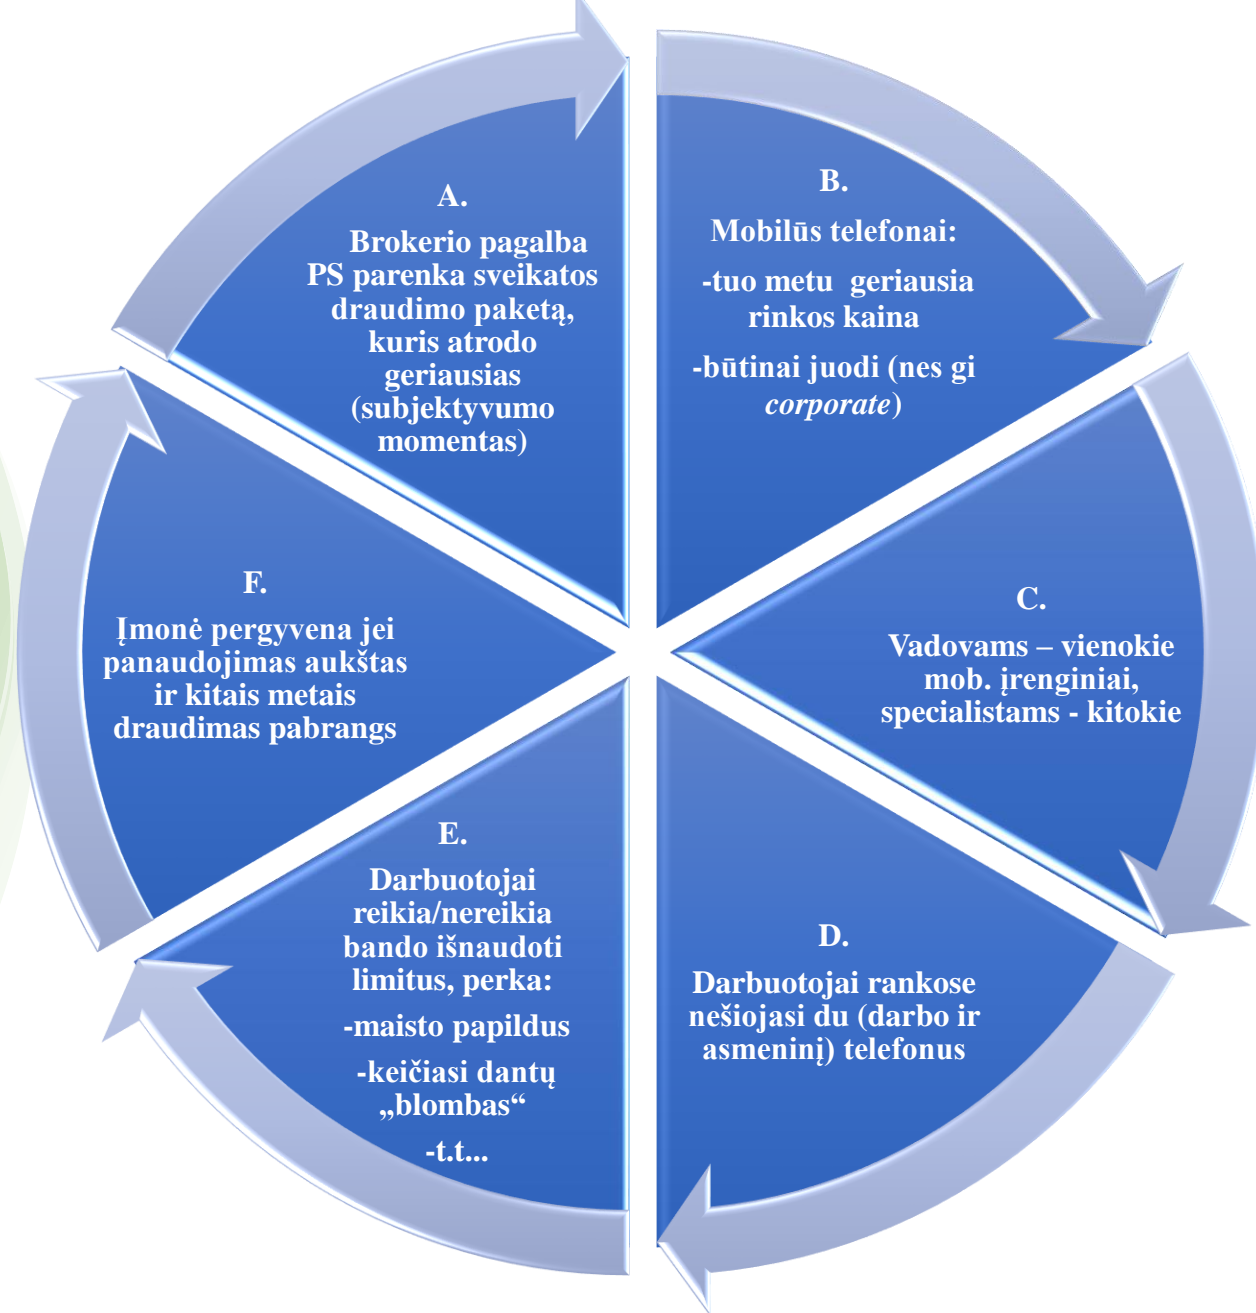 A.
Brokerio pagalba
PS parenka sveikatos
draudimo paketą,
kuris atrodo
geriausias
(subjektyvumo
momentas)
B.
Mobilūs telefonai:
-tuo metu geriausia
rinkos kaina
-būtinai juodi (nes gi
corporate)
C.
Vadovams – vienokie
mob. įrenginiai,
specialistams - kitokie
D.
Darbuotojai rankose
nešiojasi du (darbo ir
asmeninį) telefonus
E.
Darbuotojai
reikia/nereikia
bando išnaudoti
limitus, perka:
-maisto papildus
-keičiasi dantų
„blombas“
-t.t...
F.
Įmonė pergyvena jei
panaudojimas aukštas
ir kitais metais
draudimas pabrangs